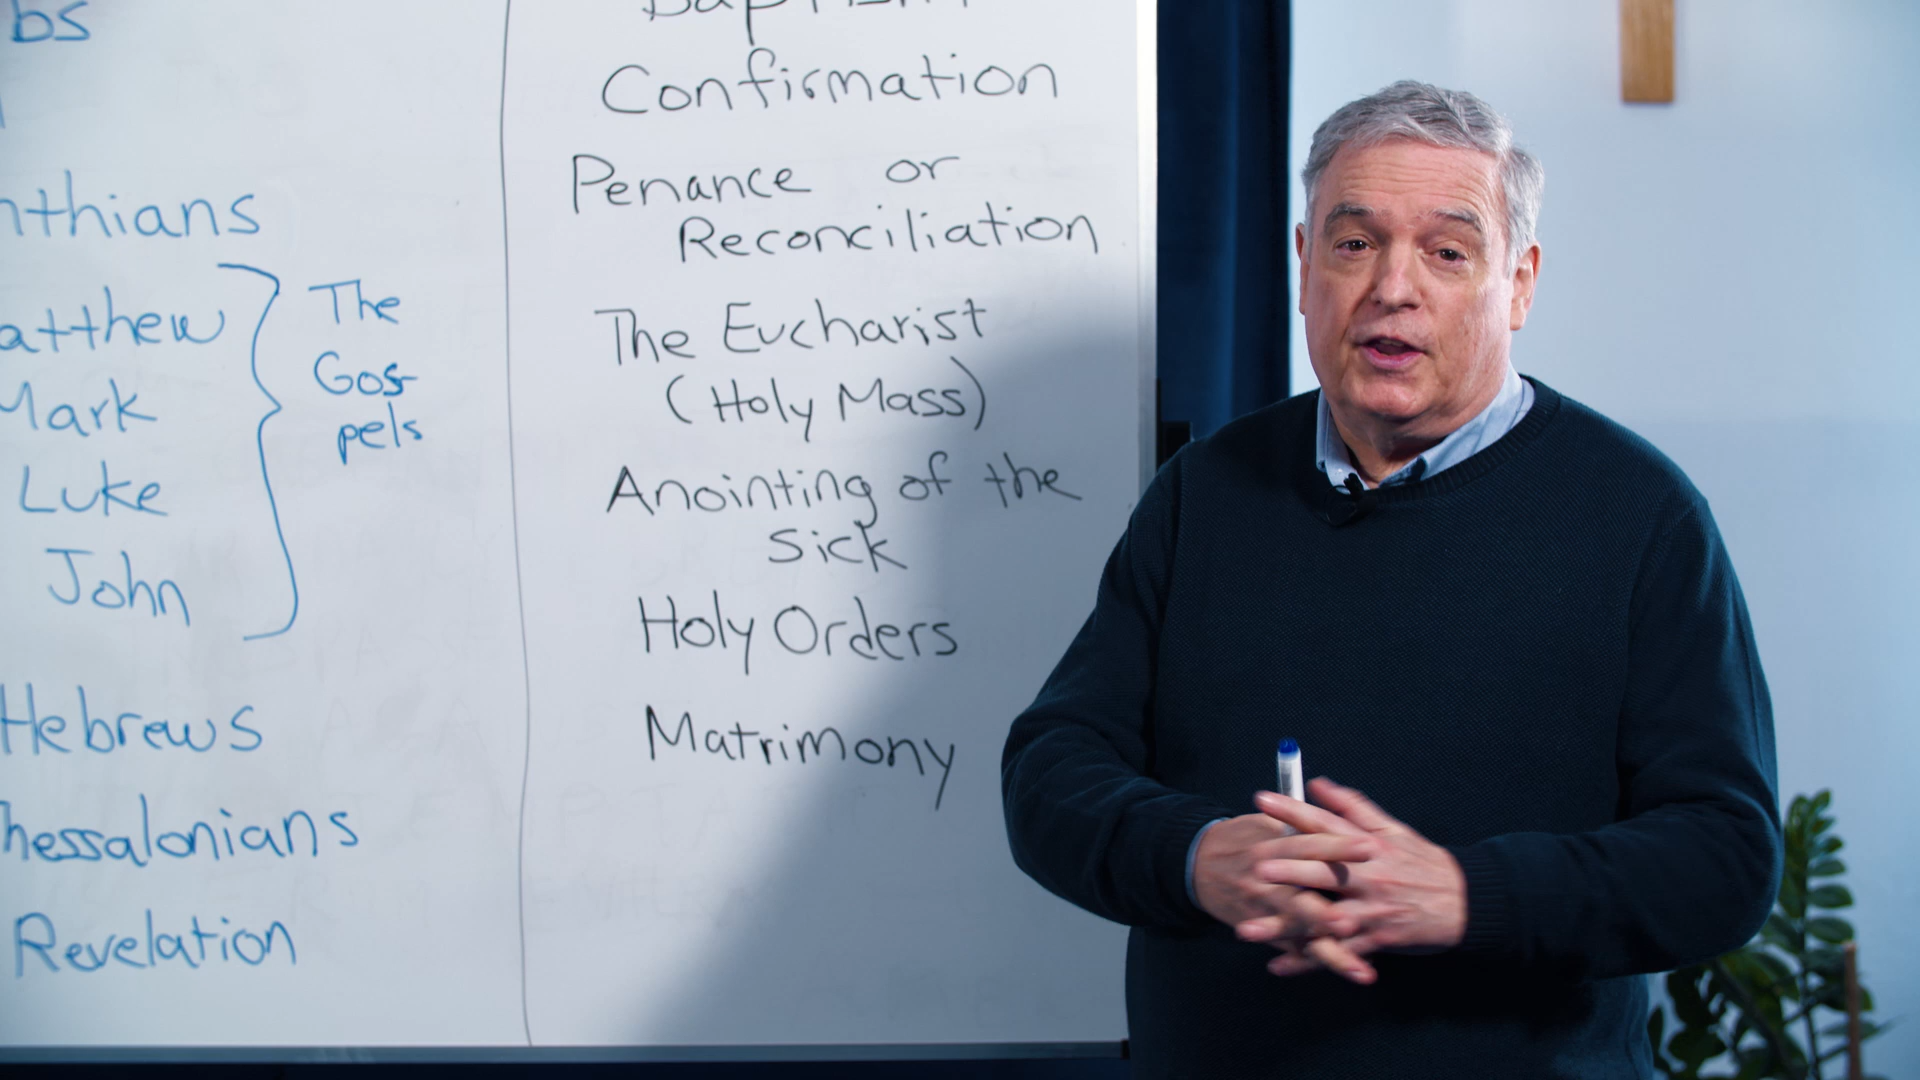 bs
nthians
atthew
Mark
Luke
John
The
Gos-
pels
Hebrews
hessalonians
Revelation
Baptism
Confirmation
Penance or
Reconciliation
The Eucharist
(Holy Mass)
Anointing of the
Sick
Holy Orders
Matrimony